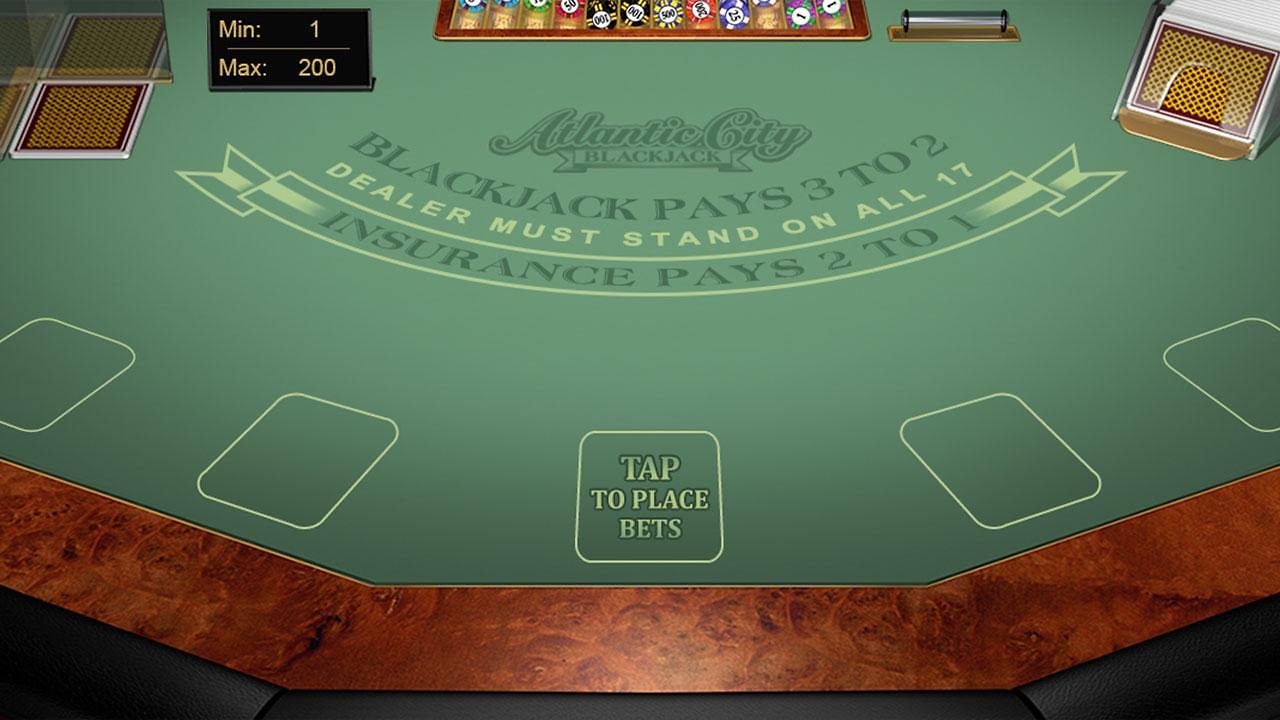 Min: 1
Max: 200
Atlantic City
BLACKJACK
BLACKJACK PAYS 3 TO 2
DEALER MUST STAND ON ALL 17
INSURANCE PAYS 2 TO 1
TAP
TO PLACE
BETS